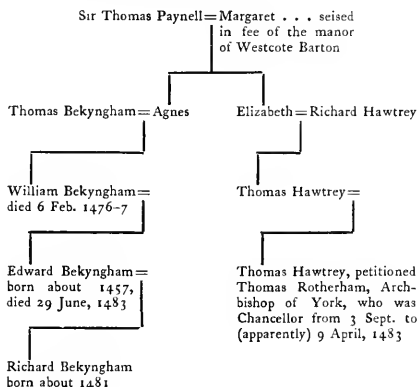 Sir Thomas Paynell=Margaret . . . seised
in fee of the manor
of Westcote Barton
Thomas Bekyngham=Agnes
Elizabeth=Richard Hawtrey
William Bekyngham=
died 6 Feb. 1476-7
Thomas Hawtrey=
Edward Bekyngham=
born about 1457,
died 29 June, 1483
Thomas Hawtrey, petitioned
Thomas Rotherham, Arch-
bishop of York, who was
Chancellor from 3 Sept. to
(apparently) 9 April, 1483
Richard Bekyngham
born about 1481